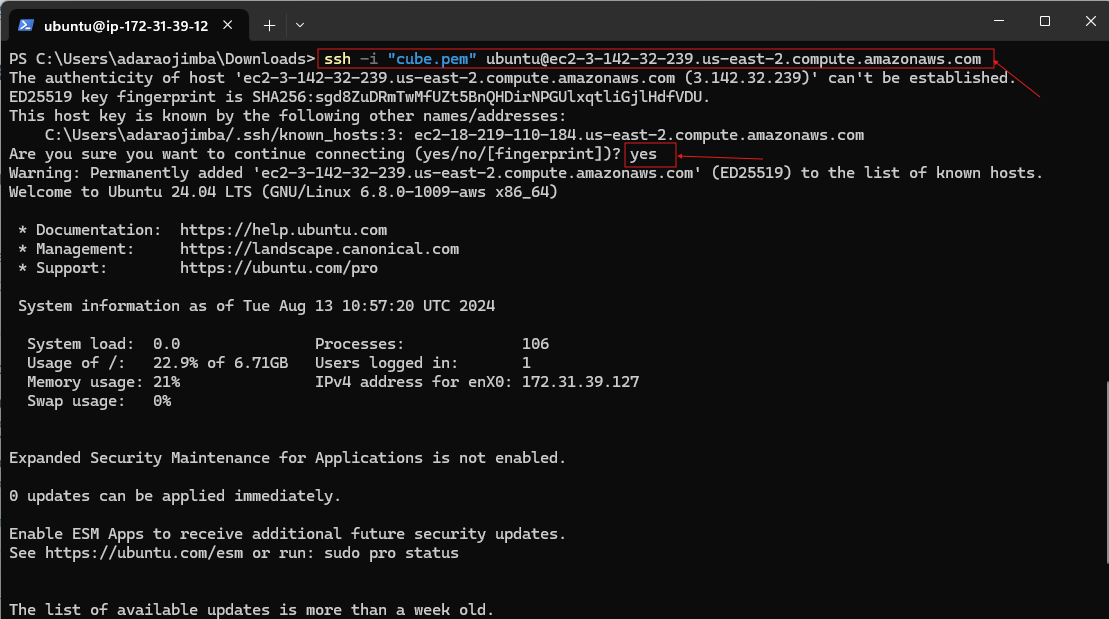 ubuntu@ip-172-31-39-12
PS C:\Users\adaraojimba\Downloads> ssh -i "cube.pem" ubuntu@ec2-3-142-32-239.us-east-2.compute.amazonaws.com
The authenticity of host 'ec2-3-142-32-239.us-east-2.compute.amazonaws.com (3.142.32.239)' can't be established.
ED25519 key fingerprint is SHA256:sgd8ZuDRmTwMfUZt5BnQHDirNPGUlxqtliGjlHdfVDU.
This host key is known by the following other names/addresses:
    C:\Users\adaraojimba/.ssh/known_hosts:3: ec2-18-219-110-184.us-east-2.compute.amazonaws.com
Are you sure you want to continue connecting (yes/no/[fingerprint])? yes
Warning: Permanently added 'ec2-3-142-32-239.us-east-2.compute.amazonaws.com' (ED25519) to the list of known hosts.
Welcome to Ubuntu 24.04 LTS (GNU/Linux 6.8.0-1009-aws x86_64)
 * Documentation:  https://help.ubuntu.com
 * Management:     https://landscape.canonical.com
 * Support:        https://ubuntu.com/pro
 System information as of Tue Aug 13 10:57:20 UTC 2024
  System load:  0.0                Processes:             106
  Usage of /:   22.9% of 6.71GB   Users logged in:       1
  Memory usage: 21%               IPv4 address for enX0: 172.31.39.127
  Swap usage:   0%
Expanded Security Maintenance for Applications is not enabled.
0 updates can be applied immediately.
Enable ESM Apps to receive additional future security updates.
See https://ubuntu.com/esm or run: sudo pro status
The list of available updates is more than a week old.